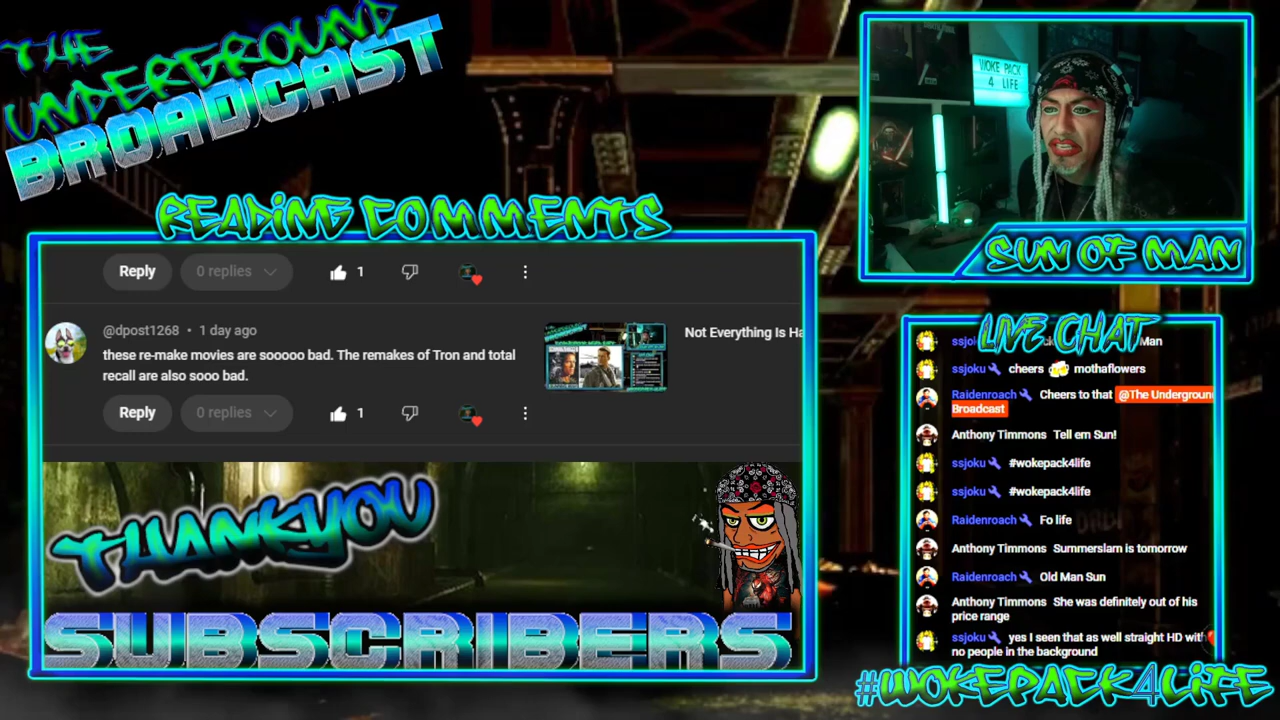 THE
UNDERGROUND
BROADCAST
READING COMMENTS
Reply
0 replies
1
@dpost1268 • 1 day ago
these re-make movies are sooooo bad. The remakes of Tron and total
recall are also sooo bad.
Not Everything Is Ha
Reply
0 replies
1
THANKYOU
SUBSCRIBERS
WOKE PACK
4 LIFE
SUN OF MAN
LIVE CHAT
Man
ssjoku cheers mothaflowers
Raidenroach Cheers to that @The Undergroun
Broadcast
Anthony Timmons Tell em Sun!
ssjoku #wokepack4life
ssjoku #wokepack4life
Raidenroach Fo life
Anthony Timmons Summerslam is tomorrow
Raidenroach Old Man Sun
Anthony Timmons She was definitely out of his
price range
ssjoku yes I seen that as well straight HD with
no people in the background
#WOKEPACK4LIFE